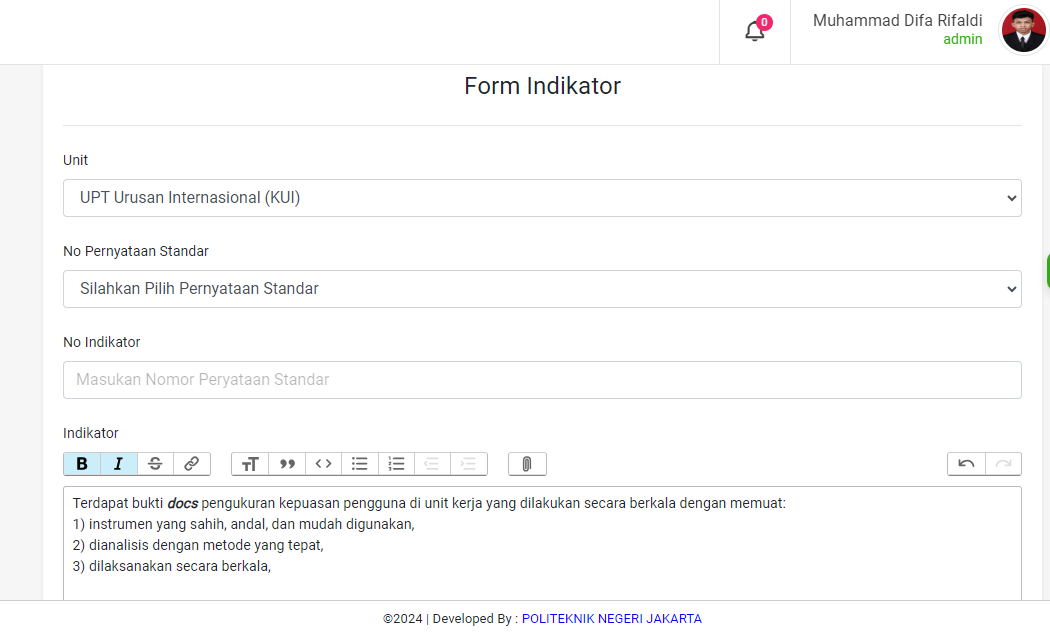 0
Muhammad Difa Rifaldi
admin
Form Indikator
Unit
UPT Urusan Internasional (KUI)
No Pernyataan Standar
Silahkan Pilih Pernyataan Standar
No Indikator
Masukan Nomor Peryataan Standar
Indikator
B I S TT ,, <>
Terdapat bukti docs pengukuran kepuasan pengguna di unit kerja yang dilakukan secara berkala dengan memuat:
1) instrumen yang sahih, andal, dan mudah digunakan,
2) dianalisis dengan metode yang tepat,
3) dilaksanakan secara berkala,
©2024 | Developed By : POLITEKNIK NEGERI JAKARTA